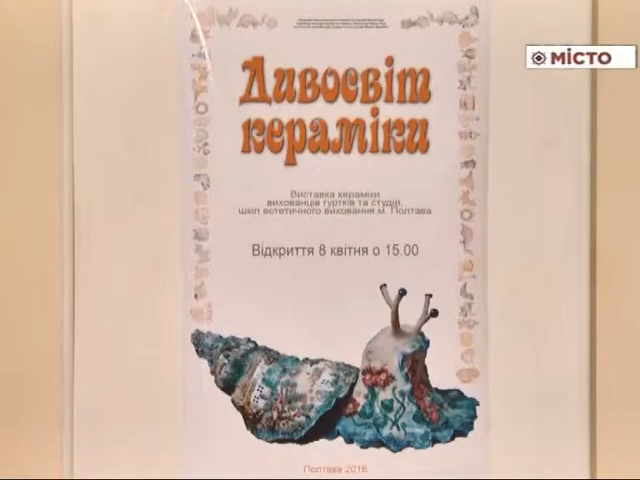 МІСТО
Дивосвіт
кераміки
Виставка кераміки
вихованців гуртків та студій,
шкіл естетичного виховання м. Полтава
Відкриття 8 квітня о 15.00
Полтава 2016